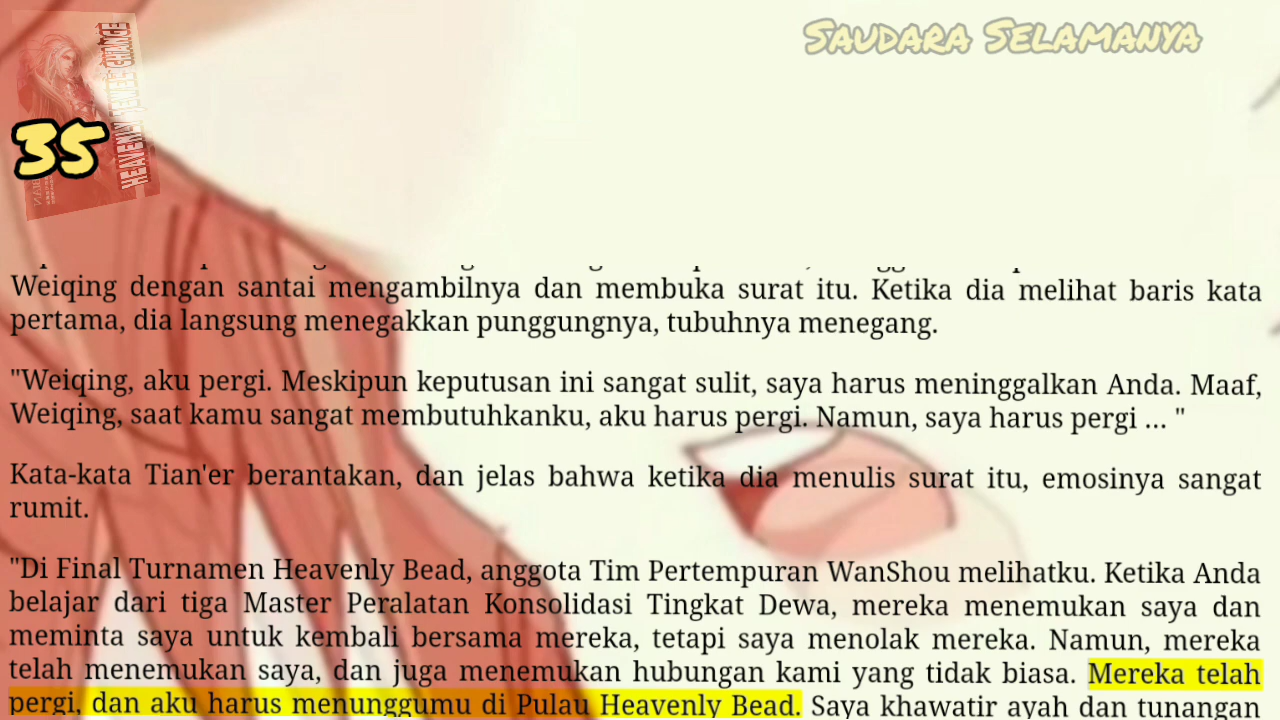 Saudara Selamanya
HEAVENLY JEWEL CHANGE
35
Weiqing dengan santai mengambilnya dan membuka surat itu. Ketika dia melihat baris kata
pertama, dia langsung menegakkan punggungnya, tubuhnya menegang.
"Weiqing, aku pergi. Meskipun keputusan ini sangat sulit, saya harus meninggalkan Anda. Maaf,
Weiqing, saat kamu sangat membutuhkanku, aku harus pergi. Namun, saya harus pergi ... "
Kata-kata Tian'er berantakan, dan jelas bahwa ketika dia menulis surat itu, emosinya sangat
rumit.
"Di Final Turnamen Heavenly Bead, anggota Tim Pertempuran WanShou melihatku. Ketika Anda
belajar dari tiga Master Peralatan Konsolidasi Tingkat Dewa, mereka menemukan saya dan
meminta saya untuk kembali bersama mereka, tetapi saya menolak mereka. Namun, mereka
telah menemukan saya, dan juga menemukan hubungan kami yang tidak biasa. Mereka telah
pergi, dan aku harus menunggumu di Pulau Heavenly Bead. Saya khawatir ayah dan tunangan